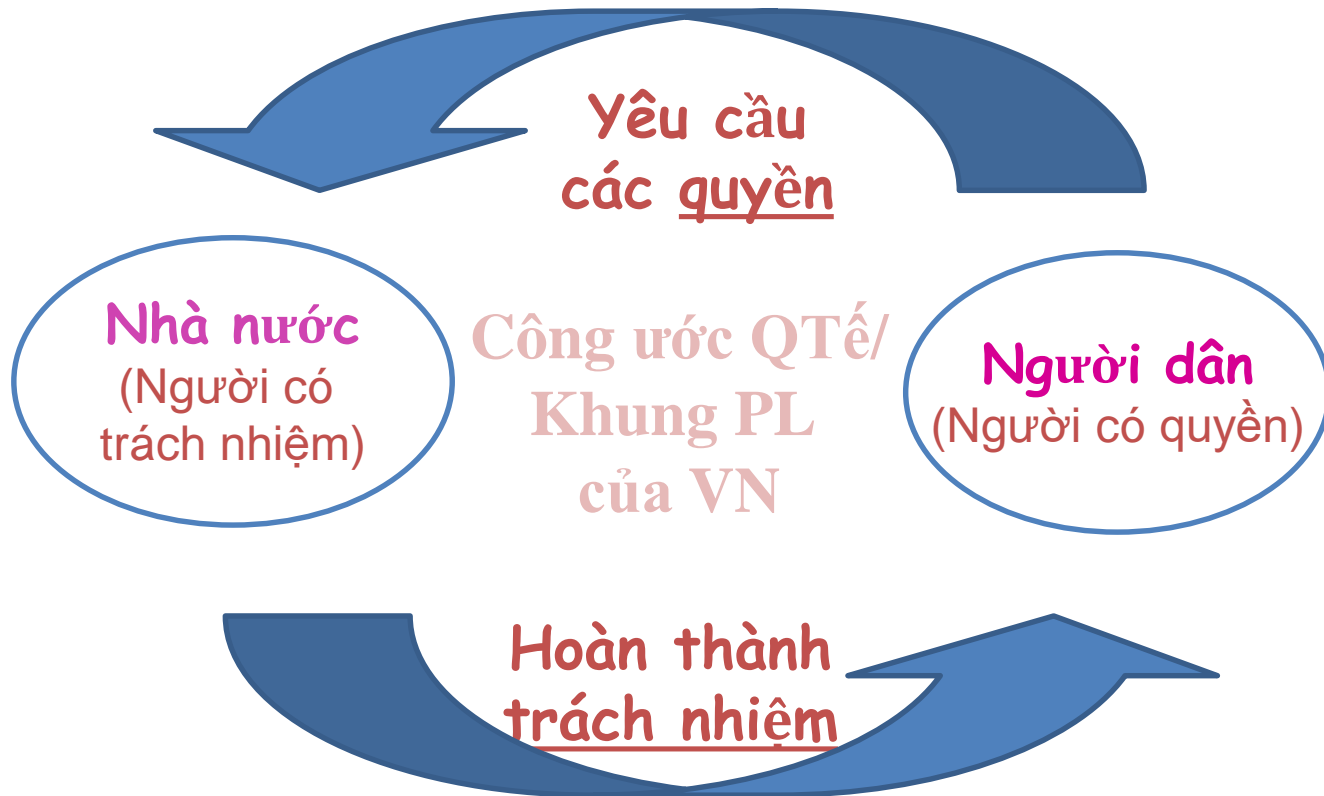 Yêu cầu
các quyền
Nhà nước
(Người có
trách nhiệm)
Công ước QTế/
Khung PL
của VN
Người dân
(Người có quyền)
Hoàn thành
trách nhiệm